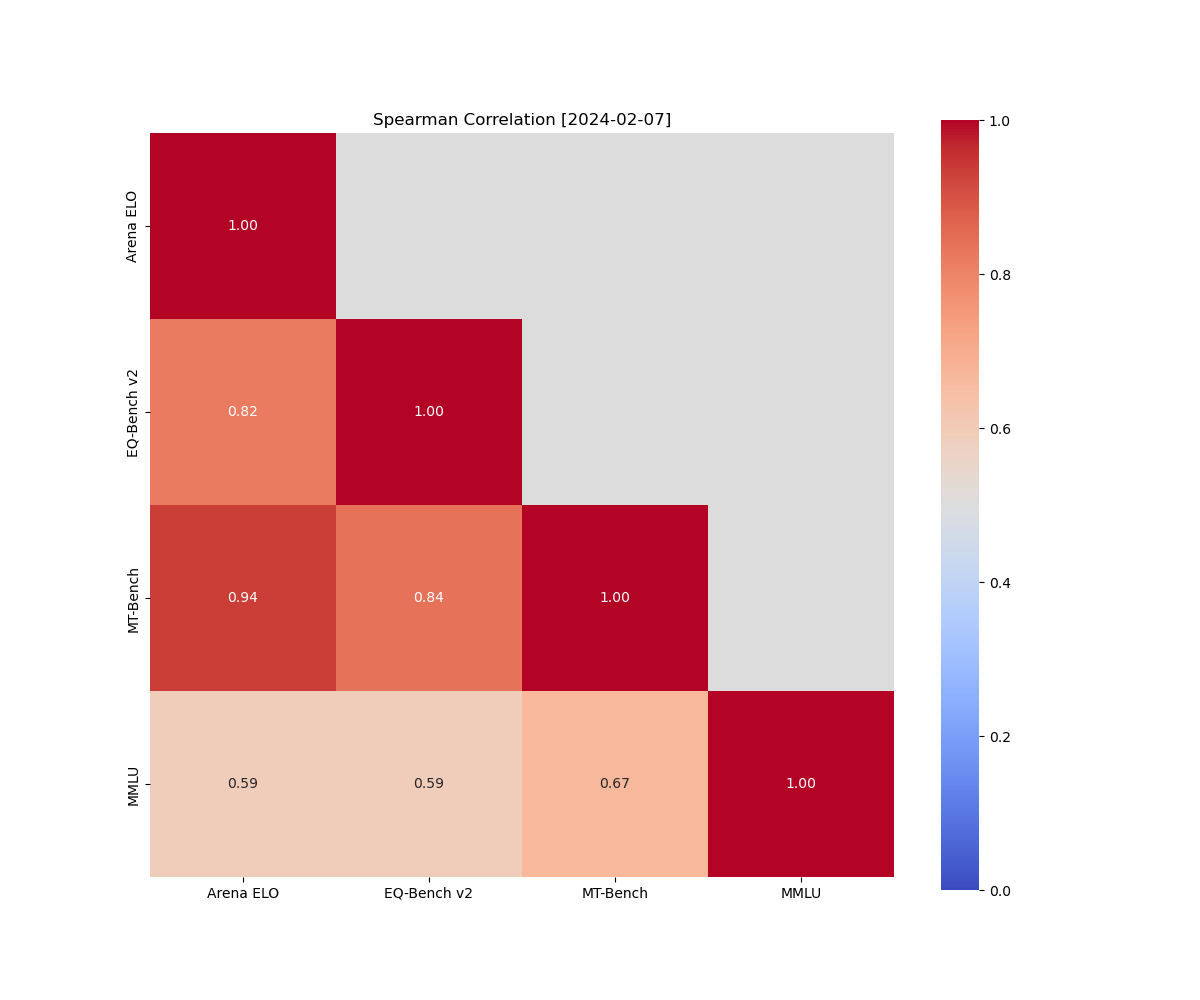 Spearman Correlation [2024-02-07]
Arena ELO
1.00
EQ-Bench v2
0.82 1.00
MT-Bench
0.94 0.84 1.00
MMLU
0.59 0.59 0.67 1.00
Arena ELO EQ-Bench v2 MT-Bench MMLU
1.0
0.8
0.6
0.4
0.2
0.0